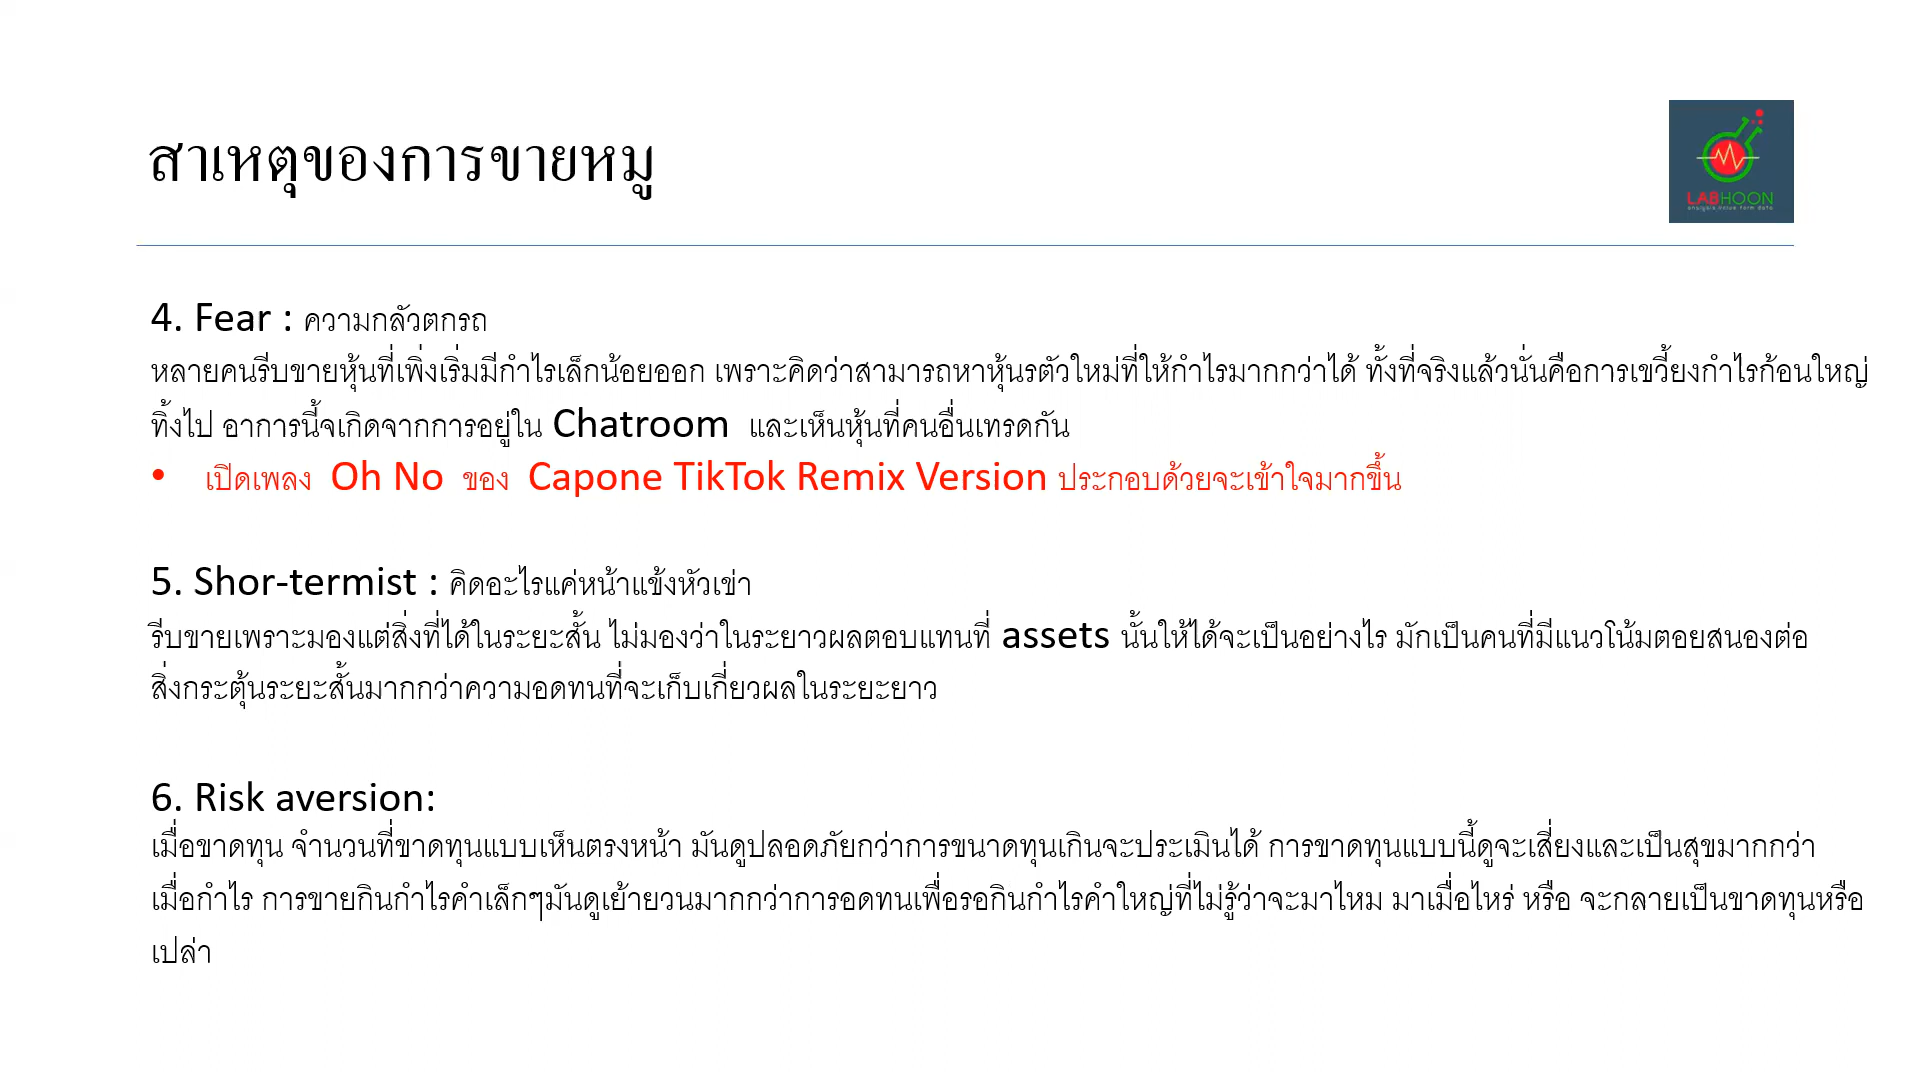 สาเหตุของการขายหมู
LABHOON
4. Fear : ความกลัวตกรถ
หลายคนรีบขายหุ้นที่เพิ่งเริ่มมีกำไรเล็กน้อยออก เพราะคิดว่าสามารถหาหุ้นรตัวใหม่ที่ให้กำไรมากกว่าได้ ทั้งที่จริงแล้วนั่นคือการเขวี้ยงกำไรก้อนใหญ่
ทิ้งไป อาการนี้จเกิดจากการอยู่ใน Chatroom และเห็นหุ้นที่คนอื่นเทรดกัน
• เปิดเพลง Oh No ของ Capone TikTok Remix Version ประกอบด้วยจะเข้าใจมากขึ้น
5. Shor-termist : คิดอะไรแค่หน้าแข้งหัวเข่า
รีบขายเพราะมองแต่สิ่งที่ได้ในระยะสั้น ไม่มองว่าในระยาวผลตอบแทนที่ assets นั้นให้ได้จะเป็นอย่างไร มักเป็นคนที่มีแนวโน้มตอยสนองต่อ
สิ่งกระตุ้นระยะสั้นมากกว่าความอดทนที่จะเก็บเกี่ยวผลในระยะยาว
6. Risk aversion:
เมื่อขาดทุน จำนวนที่ขาดทุนแบบเห็นตรงหน้า มันดูปลอดภัยกว่าการขนาดทุนเกินจะประเมินได้ การขาดทุนแบบนี้ดูจะเสี่ยงและเป็นสุขมากกว่า
เมื่อกำไร การขายกินกำไรคำเล็กๆมันดูเย้ายวนมากกว่าการอดทนเพื่อรอกินกำไรคำใหญ่ที่ไม่รู้ว่าจะมาไหม มาเมื่อไหร่ หรือ จะกลายเป็นขาดทุนหรือ
เปล่า